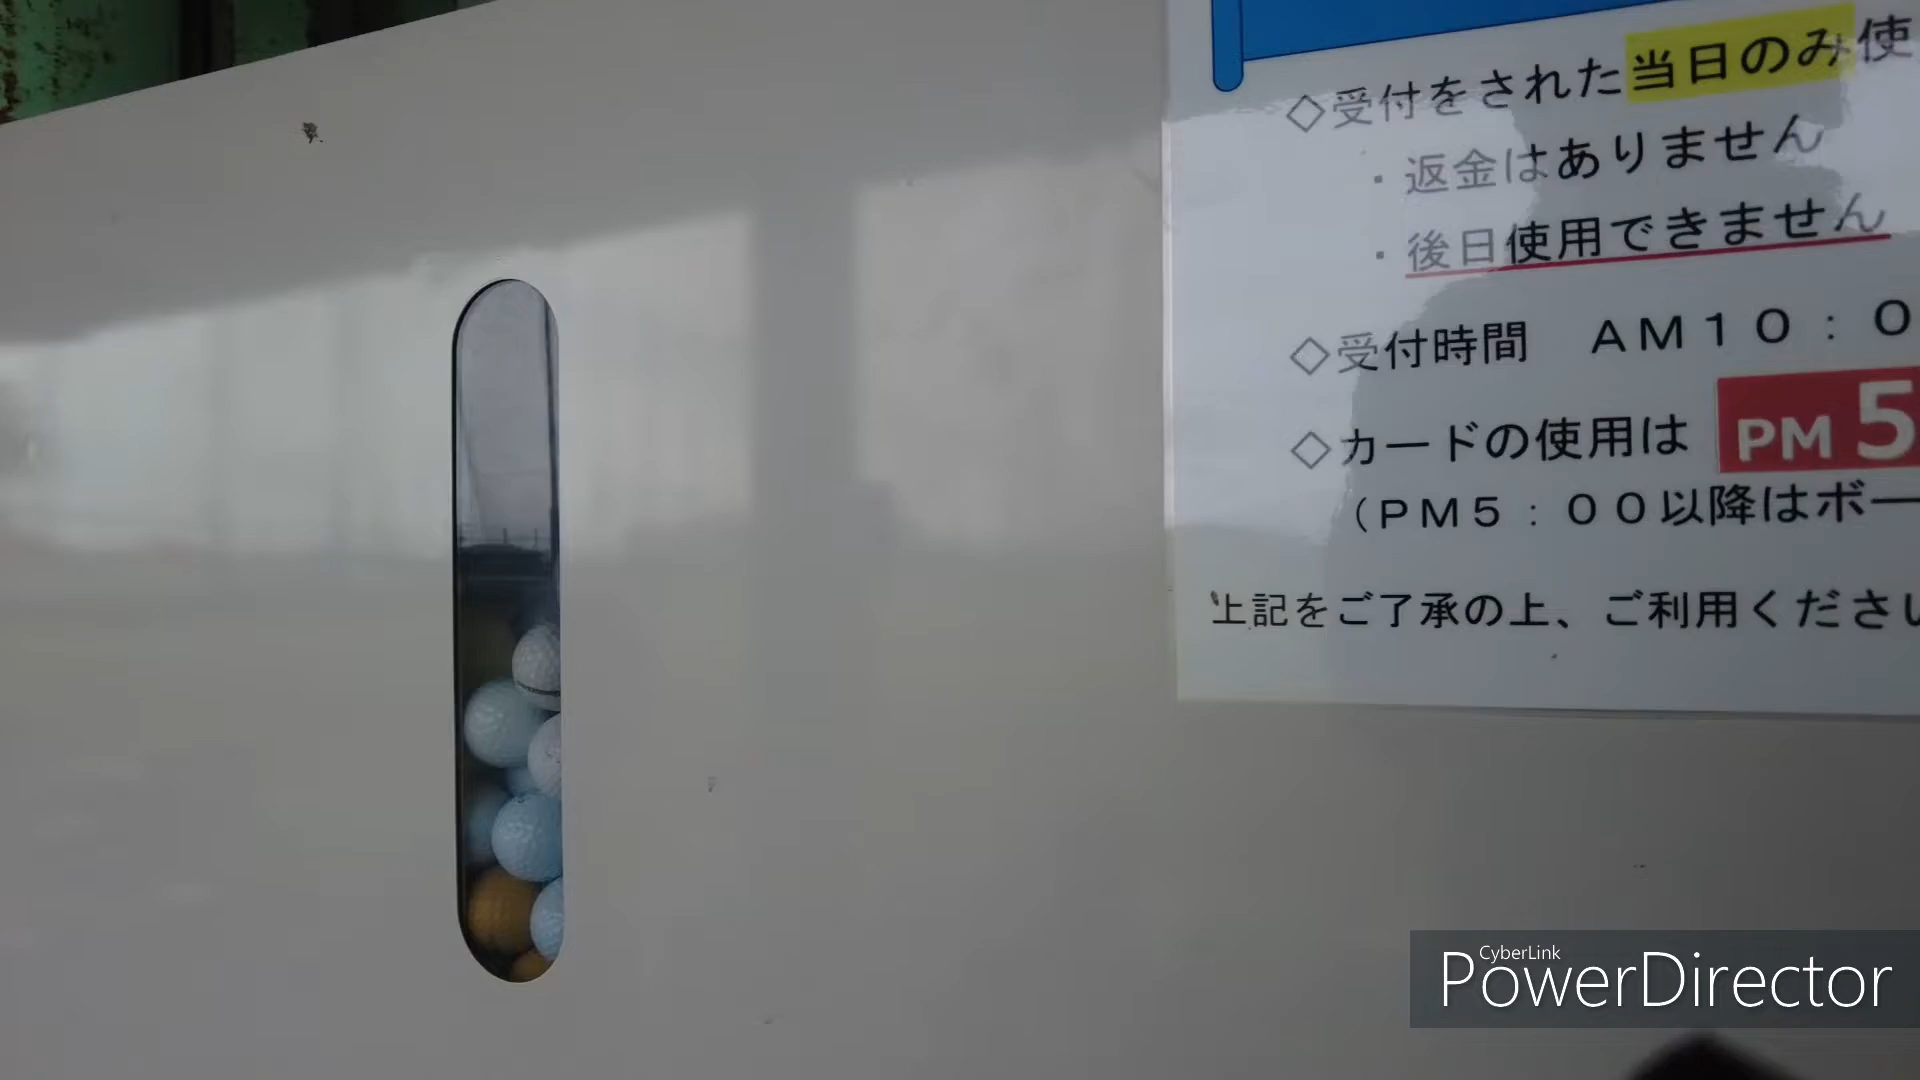 ◇受付をされた当日のみ使
・返金はありません
・後日使用できません
◇受付時間　ＡＭ１０：０
◇カードの使用は PM 5
（ＰＭ５：００以降はボー
上記をご了承の上、ご利用ください
CyberLink
PowerDirector